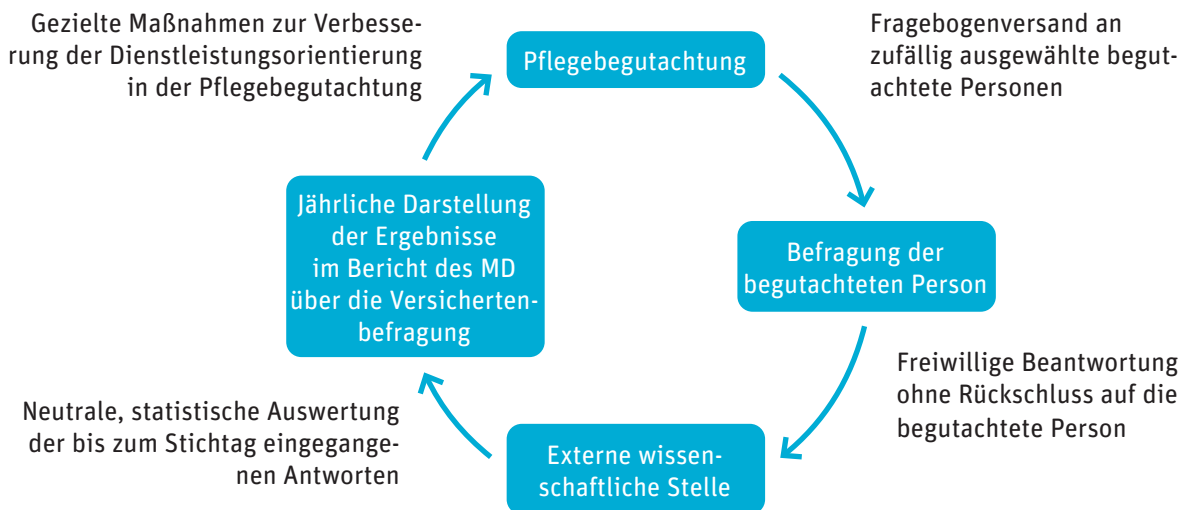 Gezielte Maßnahmen zur Verbesse-
rung der Dienstleistungsorientierung
in der Pflegebegutachtung
Pflegebegutachtung
Fragebogenversand an
zufällig ausgewählte begut-
achtete Personen
Jährliche Darstellung
der Ergebnisse
im Bericht des MD
über die Versicherten-
befragung
Befragung der
begutachteten Person
Freiwillige Beantwortung
ohne Rückschluss auf die
begutachtete Person
Neutrale, statistische Auswertung
der bis zum Stichtag eingegange-
nen Antworten
Externe wissen-
schaftliche Stelle